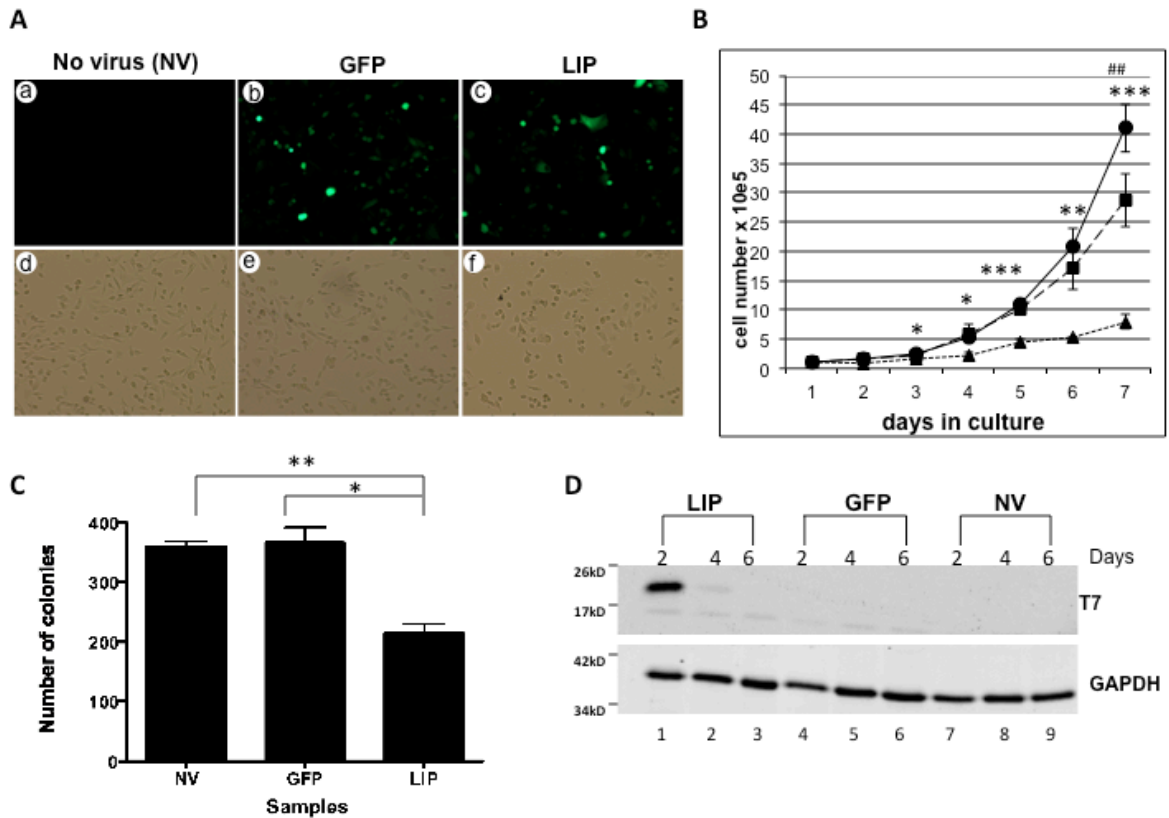 A
No virus (NV) GFP LIP
a b c
d e f
B
##
***
**
***
*
*
50
45
40
35
30
25
20
15
10
5
0
cell number x 10e5
1 2 3 4 5 6 7
days in culture
C
**
*
400
300
200
100
0
Number of colonies
NV GFP LIP
Samples
D
LIP GFP NV
2 4 6 2 4 6 2 4 6 Days
26kD
17kD
T7
42kD
34kD
GAPDH
1 2 3 4 5 6 7 8 9